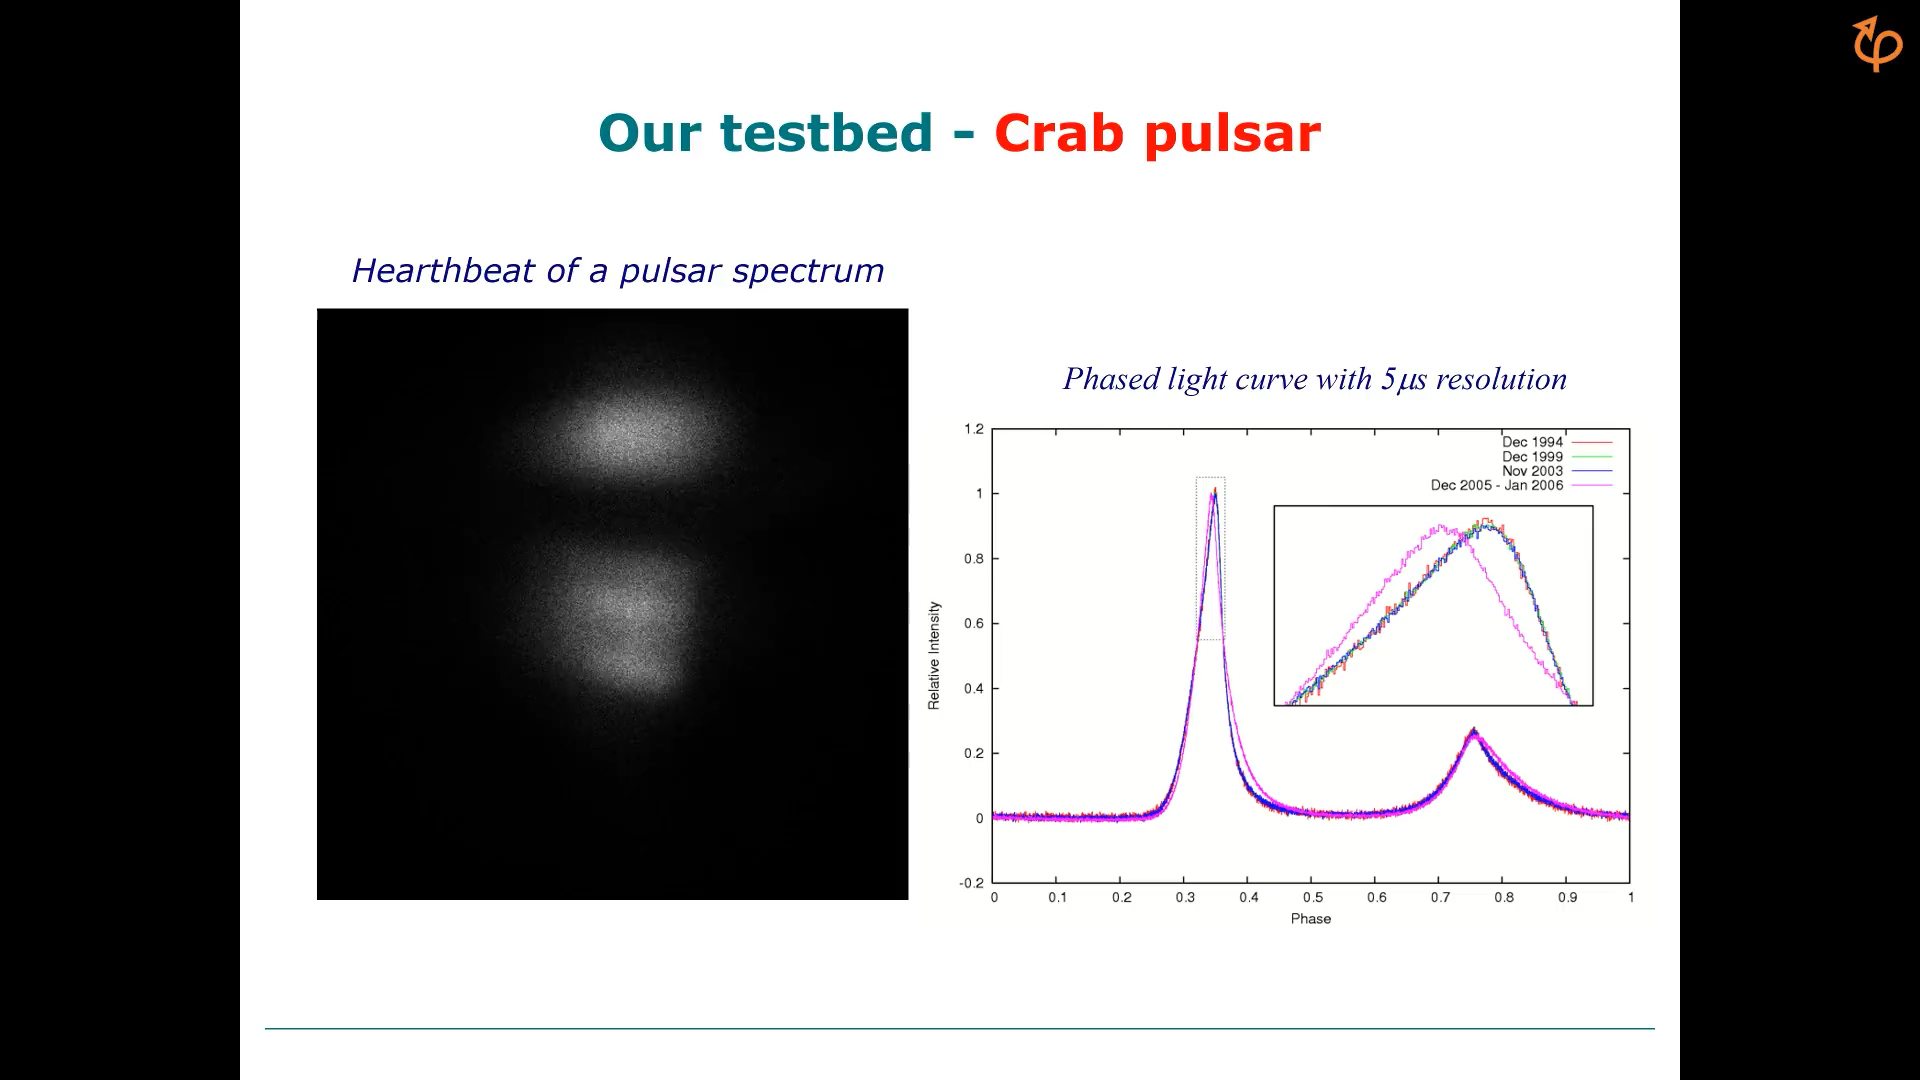 Our testbed - Crab pulsar
Hearthbeat of a pulsar spectrum
Phased light curve with 5μs resolution
1.2
1
0.8
0.6
0.4
0.2
0
-0.2
Relative Intensity
Dec 1994
Dec 1999
Nov 2003
Dec 2005 - Jan 2006
0 0.1 0.2 0.3 0.4 0.5 0.6 0.7 0.8 0.9 1
Phase